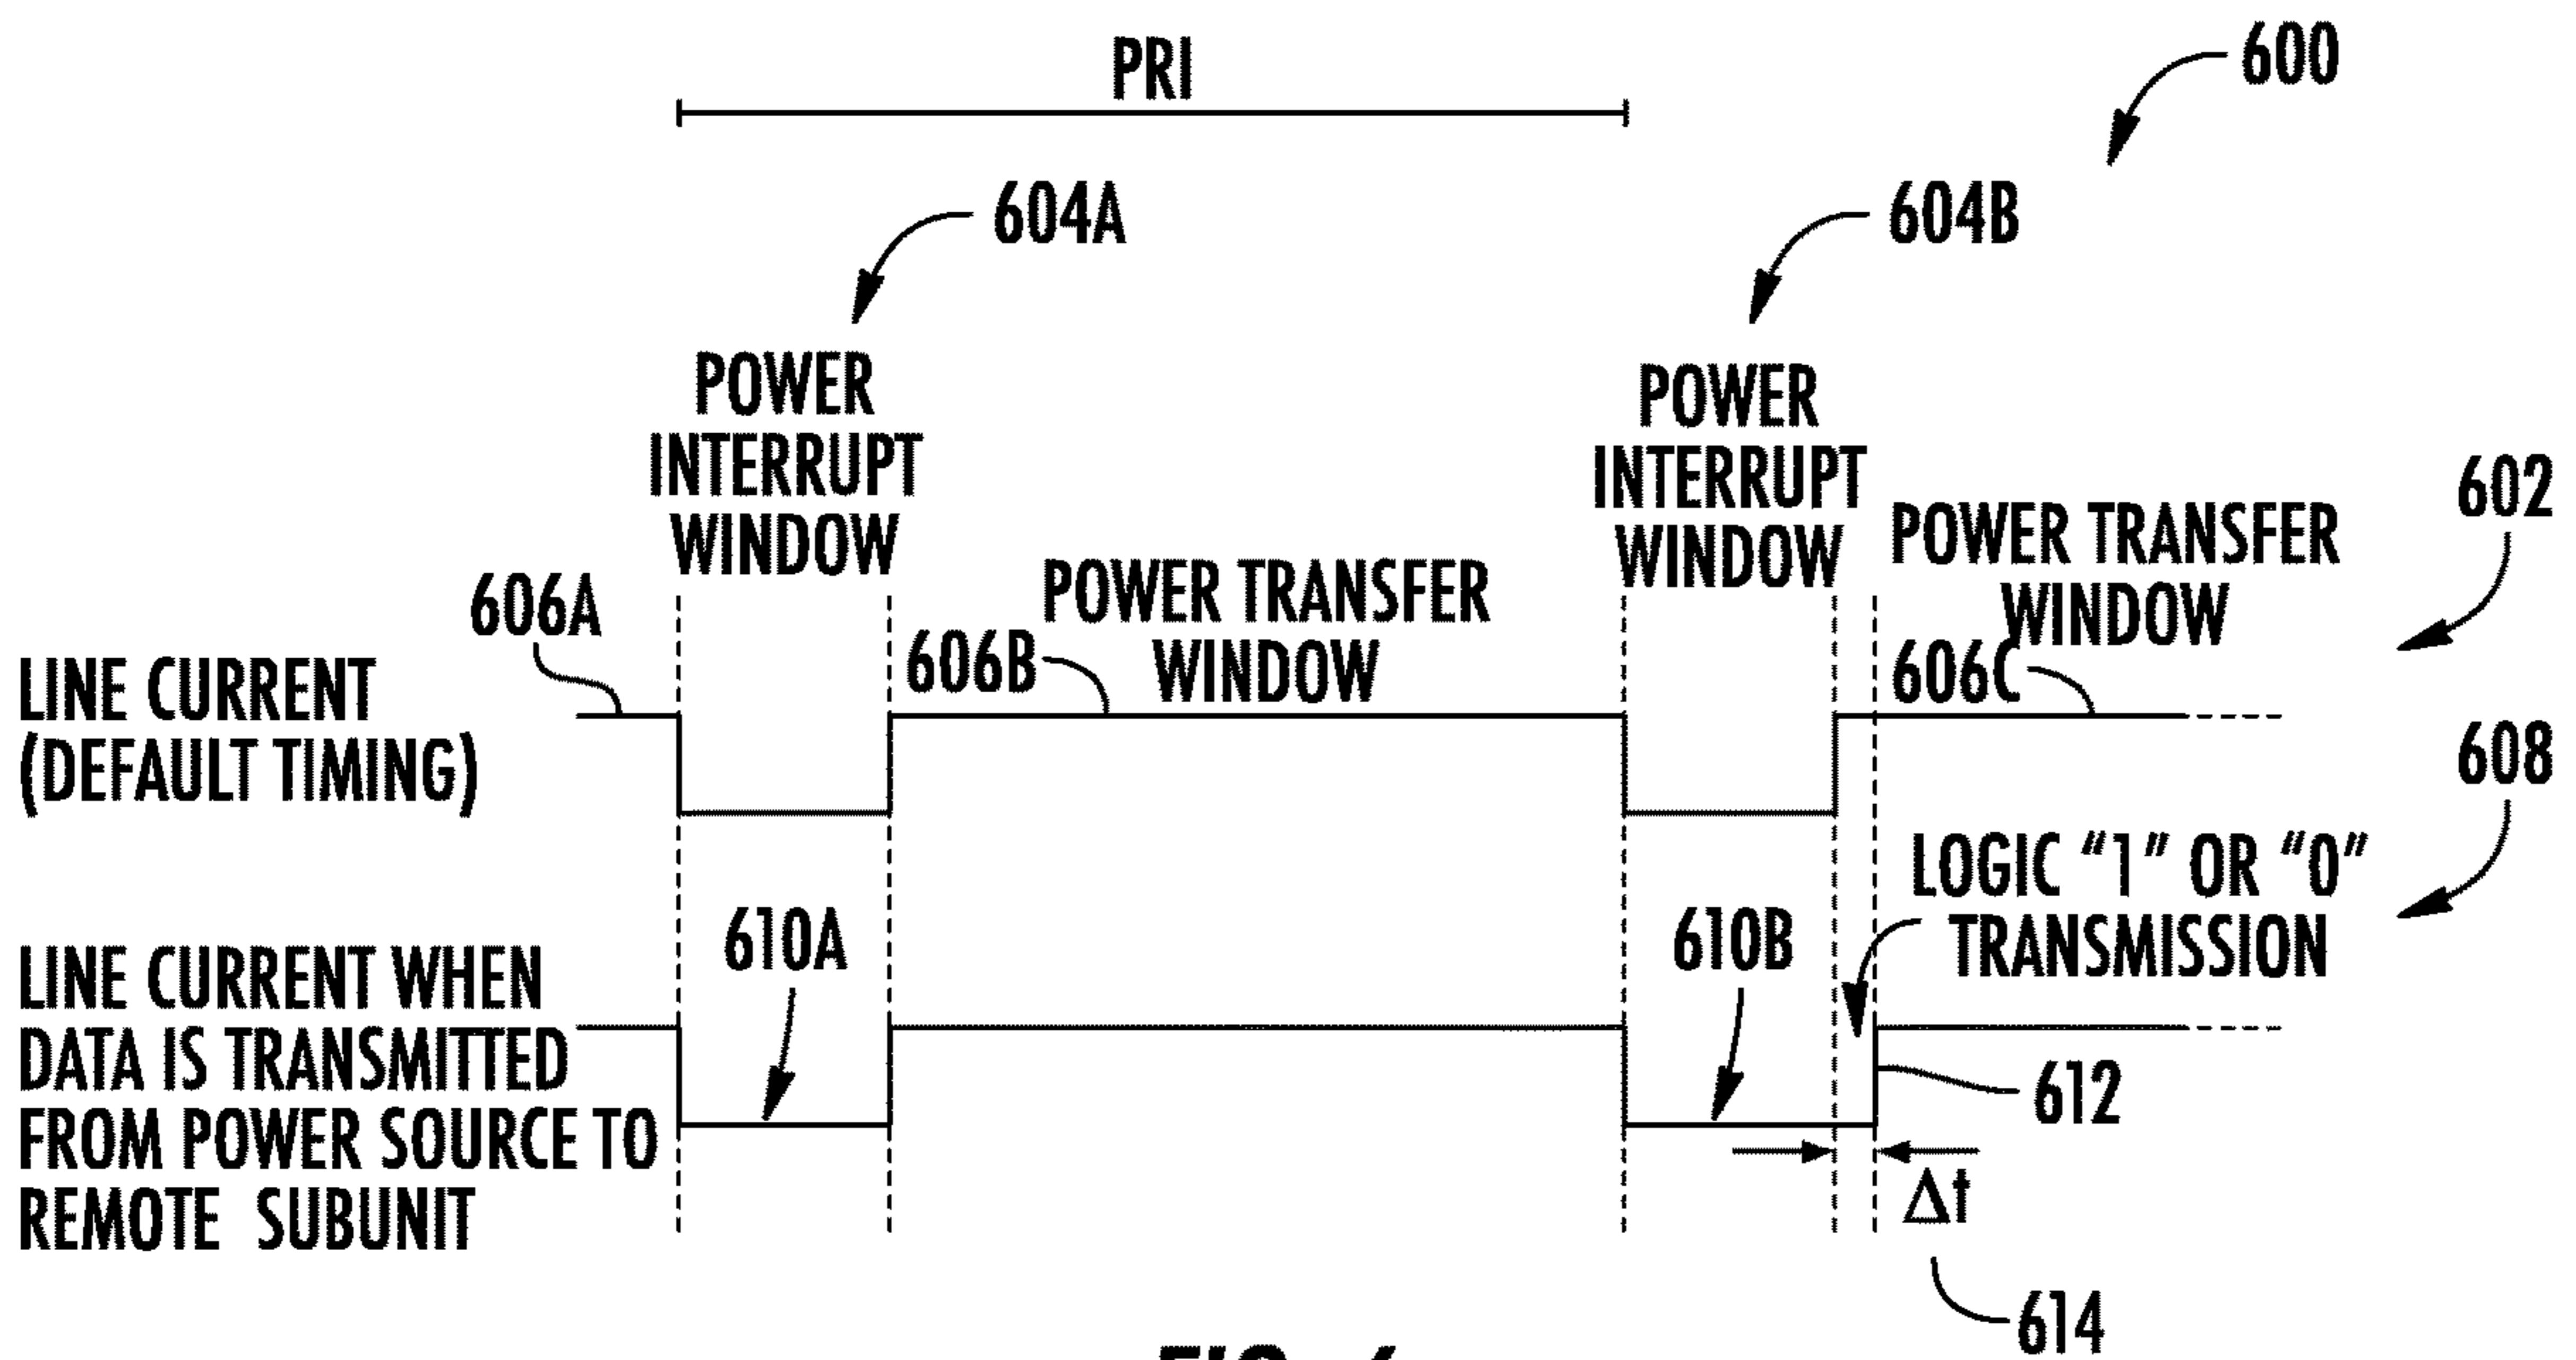 PRI
600
604A
604B
POWER
INTERRUPT
WINDOW
POWER
INTERRUPT
WINDOW
602
POWER TRANSFER
WINDOW
606A
606B
POWER TRANSFER
WINDOW
606C
LINE CURRENT
(DEFAULT TIMING)
608
LOGIC “1” OR “0”
TRANSMISSION
610A
610B
LINE CURRENT WHEN
DATA IS TRANSMITTED
FROM POWER SOURCE TO
REMOTE SUBUNIT
612
Δt
614